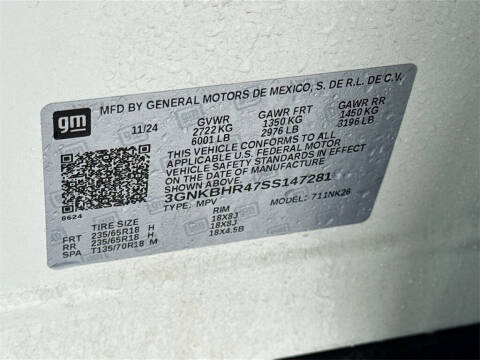 gm
MFD BY GENERAL MOTORS DE MEXICO, S. DE R.L. DE C.V.
11/24 GVWR GAWR FRT GAWR RR
2722 KG 1350 KG 1450 KG
6001 LB 2976 LB 3196 LB
THIS VEHICLE CONFORMS TO ALL
APPLICABLE U.S. FEDERAL MOTOR
VEHICLE SAFETY STANDARDS IN EFFECT
ON THE DATE OF MANUFACTURE
3GNKBHR47SS147281
8624
TYPE: MPV MODEL: 711NK26
TIRE SIZE RIM
FRT 235/65R18 H 18X8J
RR 235/65R18 H 18X8J
SPA T135/70R18 M 18X4.5B